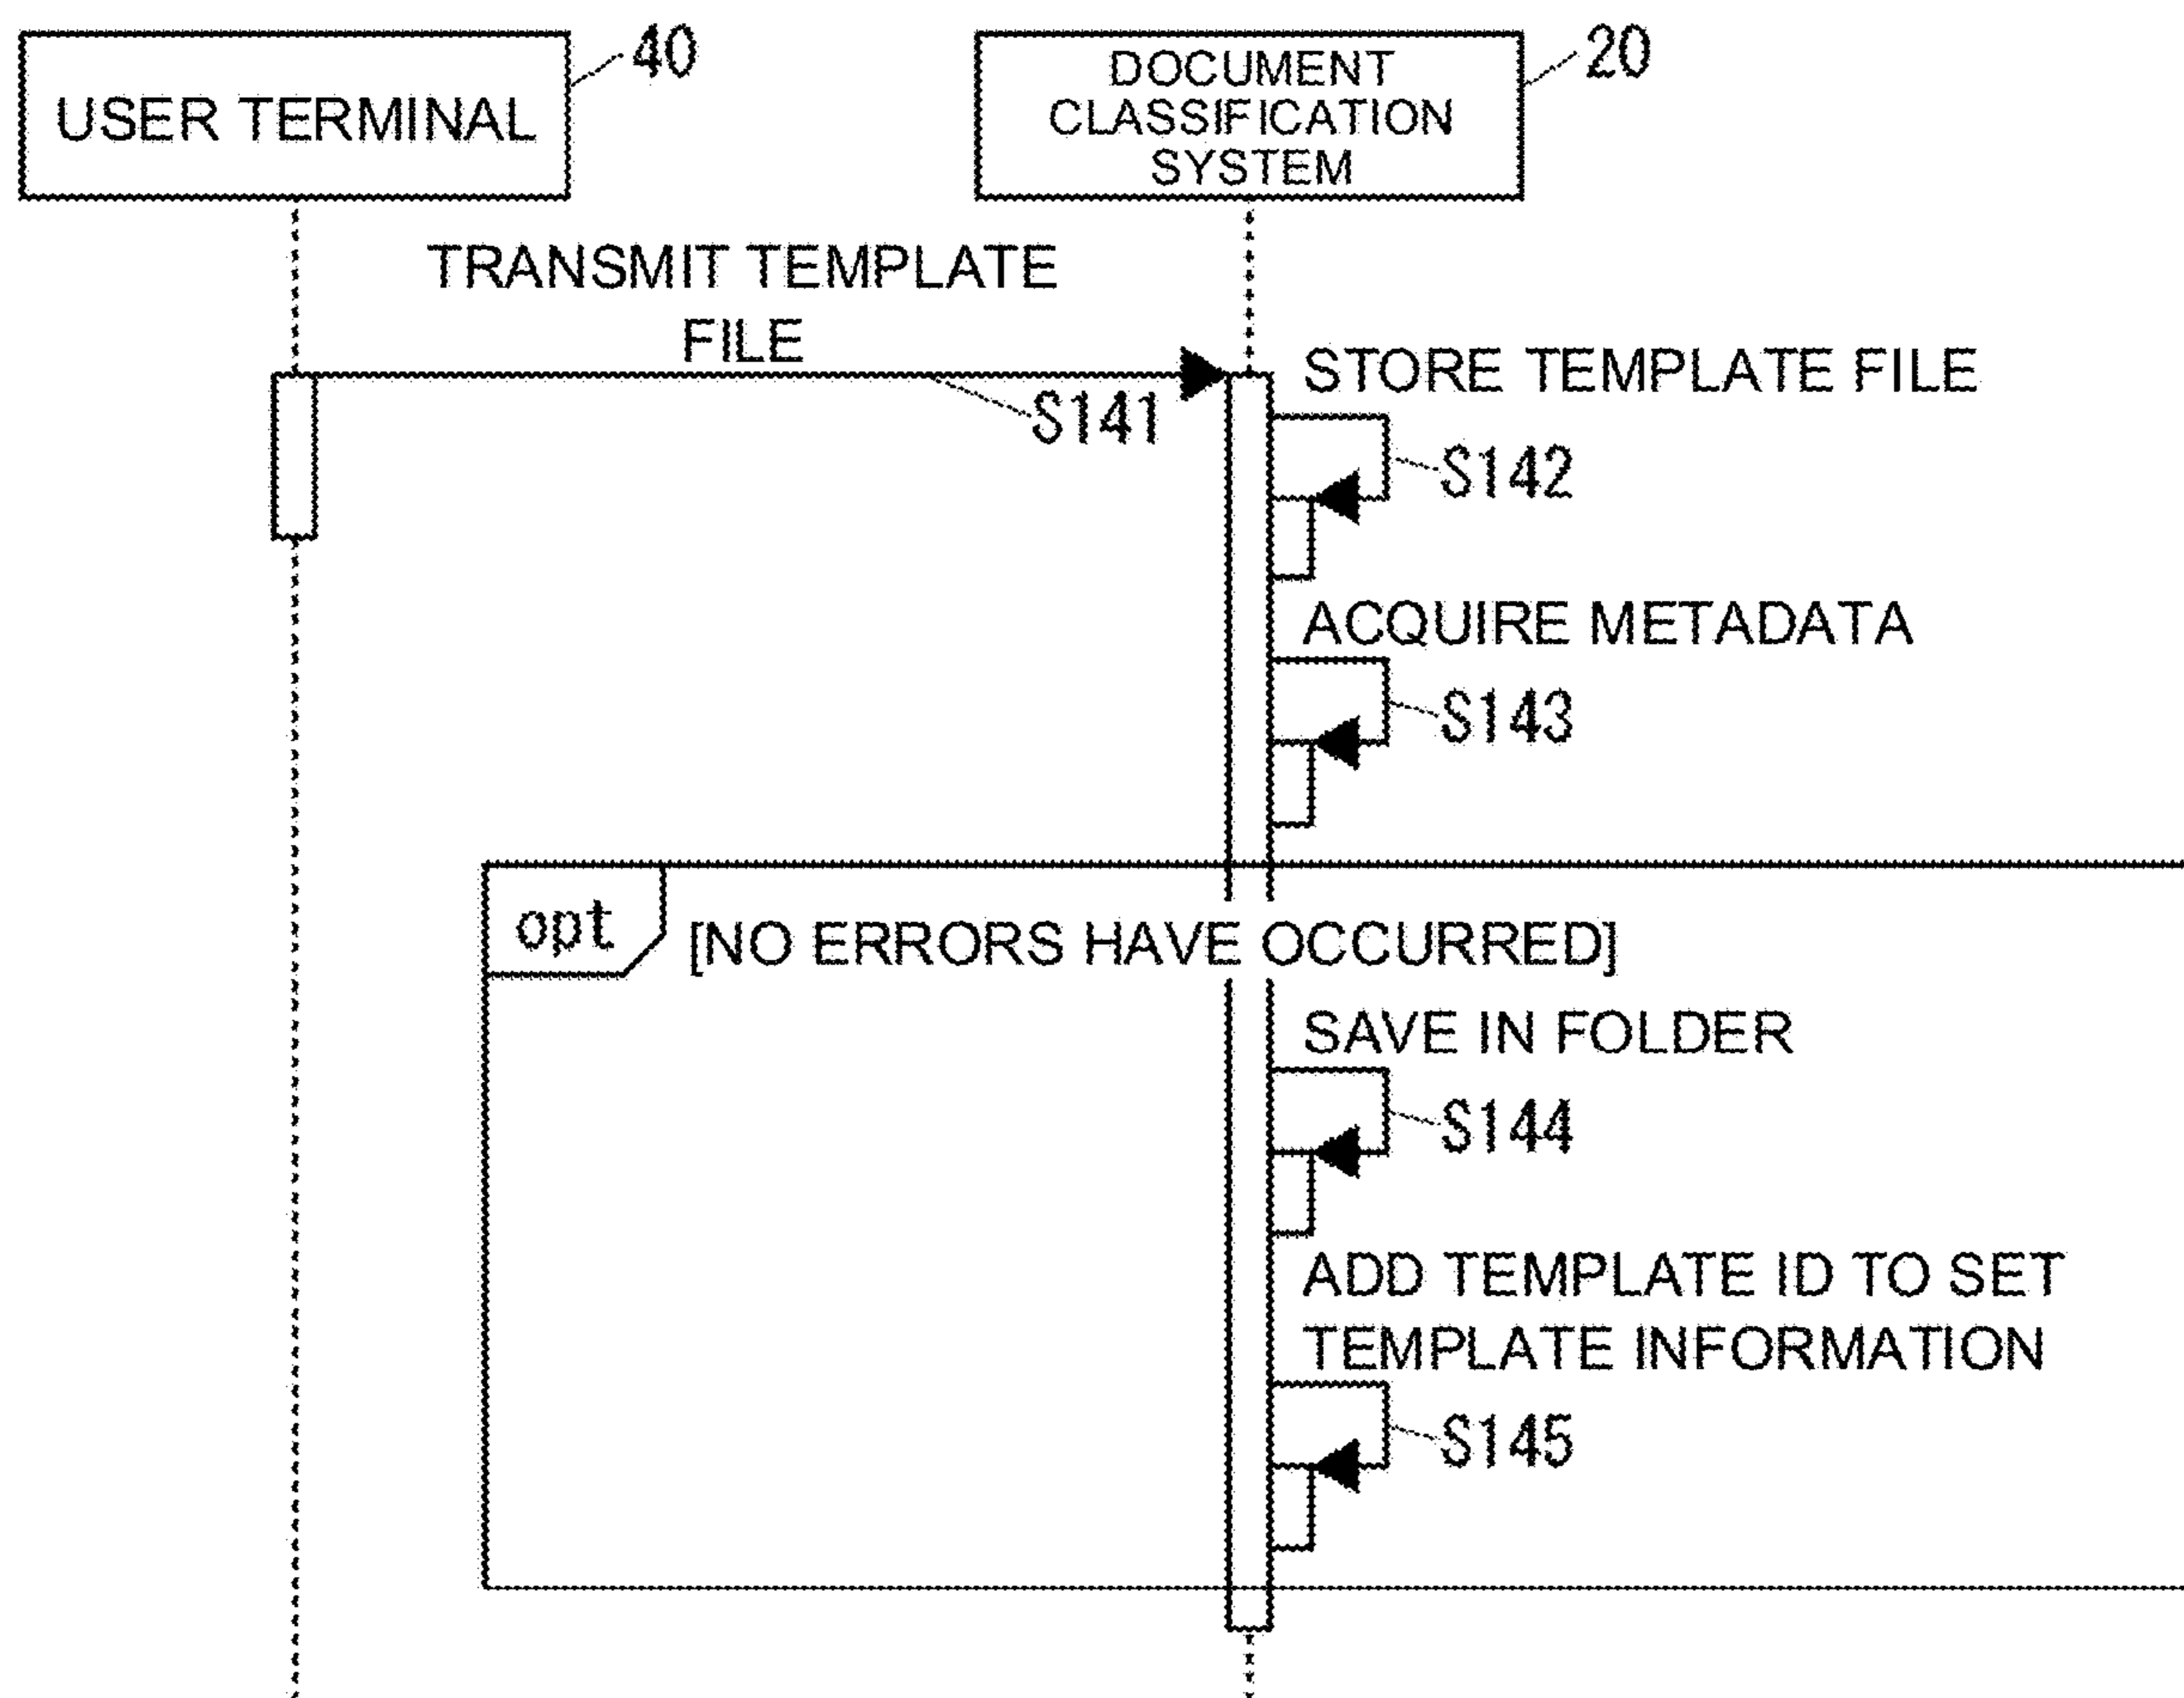 USER TERMINAL
40
DOCUMENT
CLASSIFICATION
SYSTEM
20
TRANSMIT TEMPLATE
FILE
S141
STORE TEMPLATE FILE
S142
ACQUIRE METADATA
S143
opt
[NO ERRORS HAVE OCCURRED]
SAVE IN FOLDER
S144
ADD TEMPLATE ID TO SET
TEMPLATE INFORMATION
S145